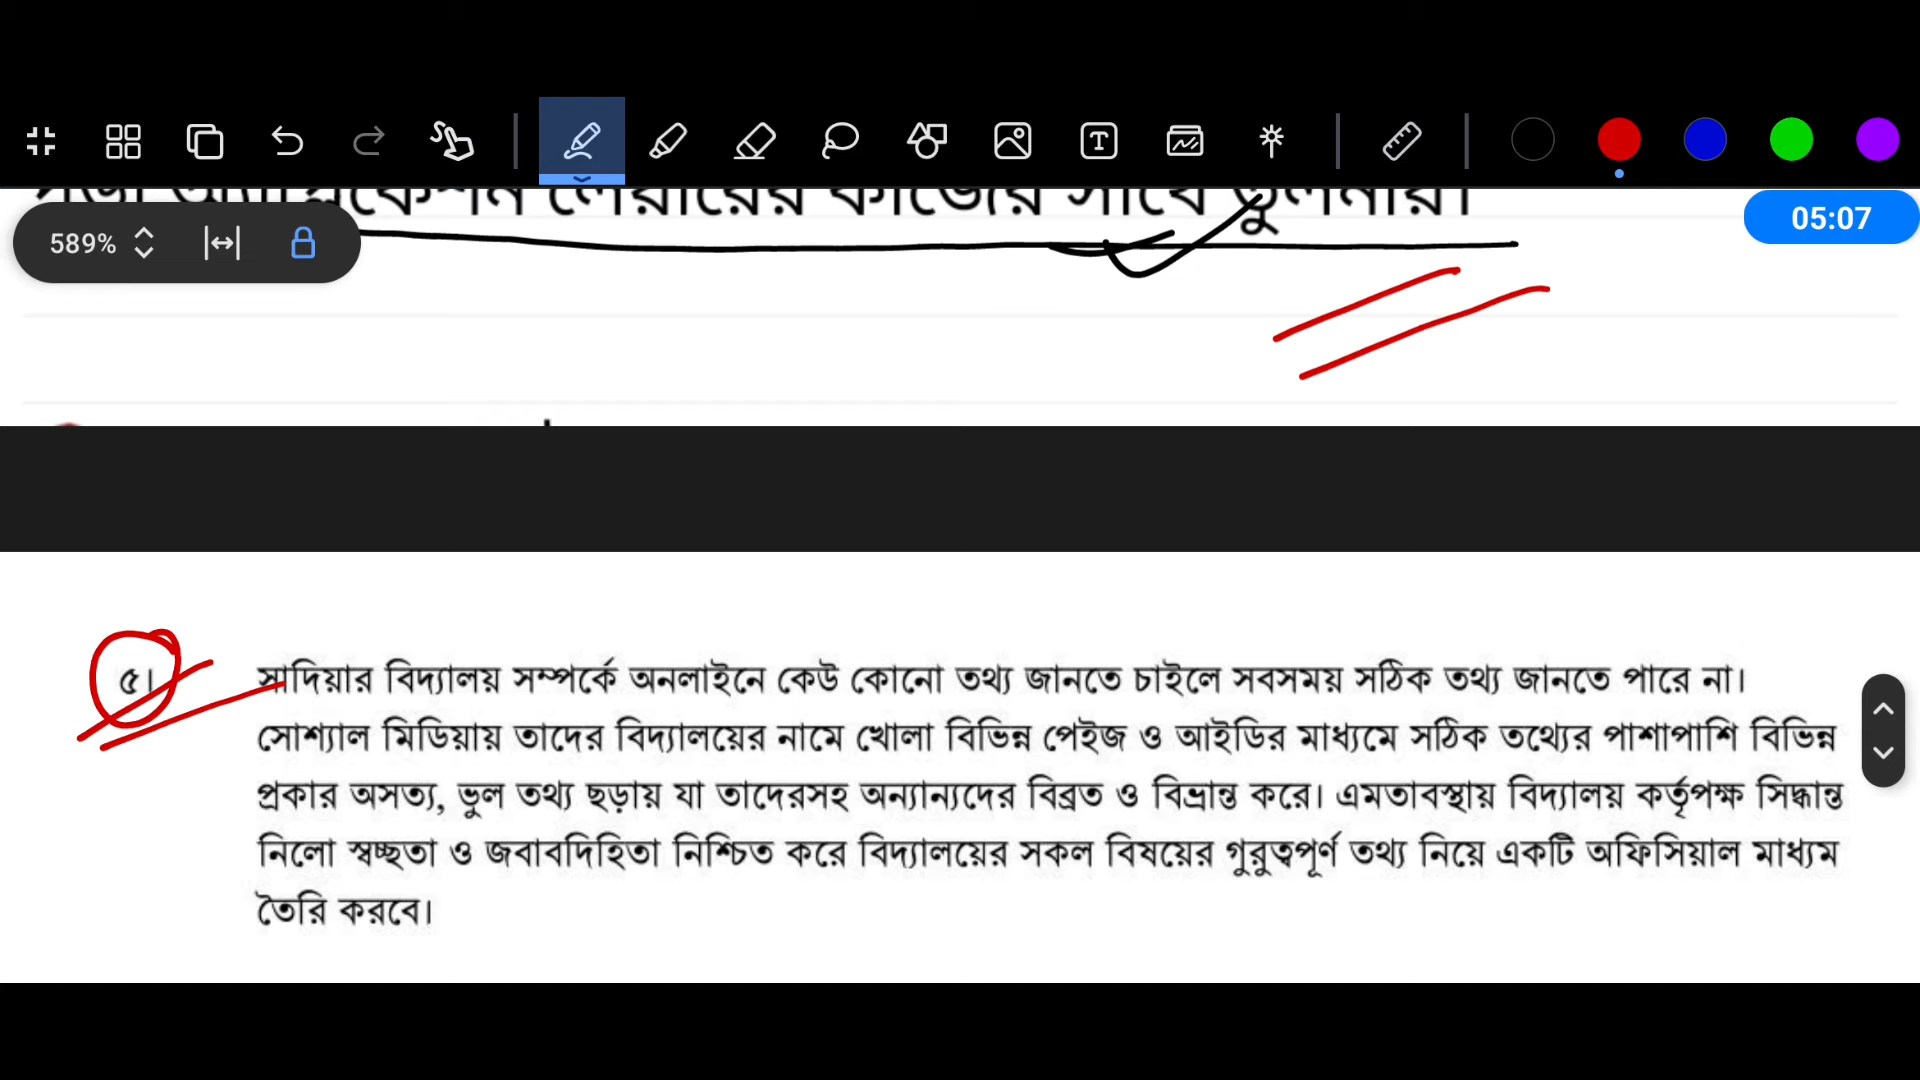 অ্যাপ্লিকেশন লেয়ারের কাজের সাথে তুলনীয়।
589%
05:07
৫।
সাদিয়ার বিদ্যালয় সম্পর্কে অনলাইনে কেউ কোনো তথ্য জানতে চাইলে সবসময় সঠিক তথ্য জানতে পারে না।
সোশ্যাল মিডিয়ায় তাদের বিদ্যালয়ের নামে খোলা বিভিন্ন পেইজ ও আইডির মাধ্যমে সঠিক তথ্যের পাশাপাশি বিভিন্ন
প্রকার অসত্য, ভুল তথ্য ছড়ায় যা তাদেরসহ অন্যান্যদের বিব্রত ও বিভ্রান্ত করে। এমতাবস্থায় বিদ্যালয় কর্তৃপক্ষ সিদ্ধান্ত
নিলো স্বচ্ছতা ও জবাবদিহিতা নিশ্চিত করে বিদ্যালয়ের সকল বিষয়ের গুরুত্বপূর্ণ তথ্য নিয়ে একটি অফিসিয়াল মাধ্যম
তৈরি করবে।